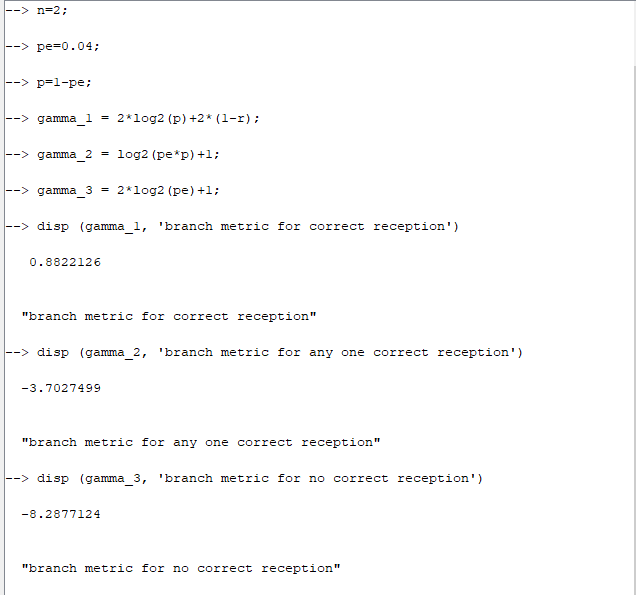 --> n=2;
--> pe=0.04;
--> p=1-pe;
--> gamma_1 = 2*log2(p)+2*(1-r);
--> gamma_2 = log2(pe*p)+1;
--> gamma_3 = 2*log2(pe)+1;
--> disp (gamma_1, 'branch metric for correct reception')
0.8822126
"branch metric for correct reception"
--> disp (gamma_2, 'branch metric for any one correct reception')
-3.7027499
"branch metric for any one correct reception"
--> disp (gamma_3, 'branch metric for no correct reception')
-8.2877124
"branch metric for no correct reception"